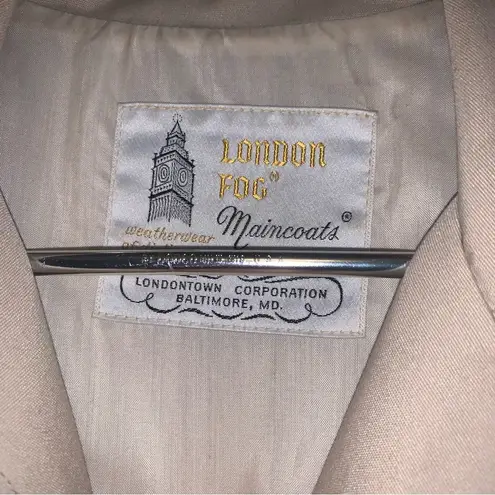 LONDON
FOG®
Maincoats®
weatherwear
LONDONTOWN CORPORATION
BALTIMORE, MD.